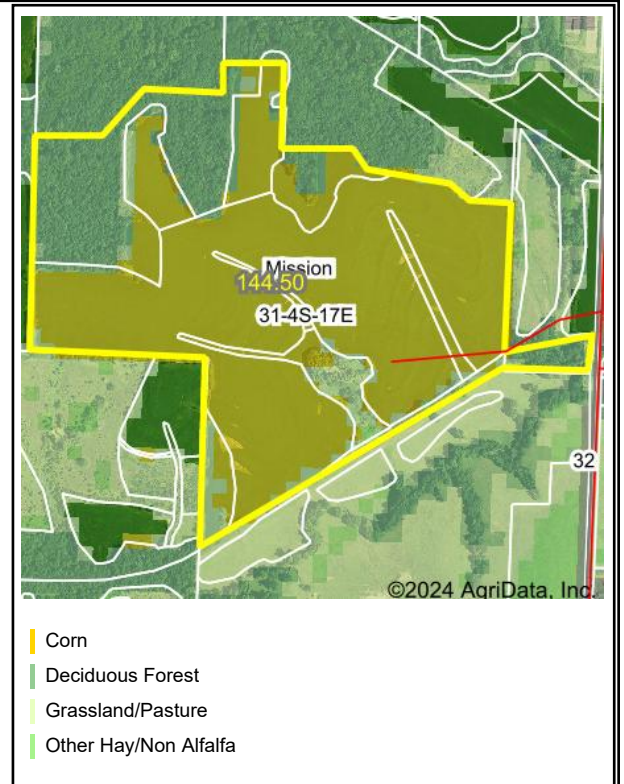 Mission
144.50
31-4S-17E
32
©2024 AgriData, Inc.
Corn
Deciduous Forest
Grassland/Pasture
Other Hay/Non Alfalfa